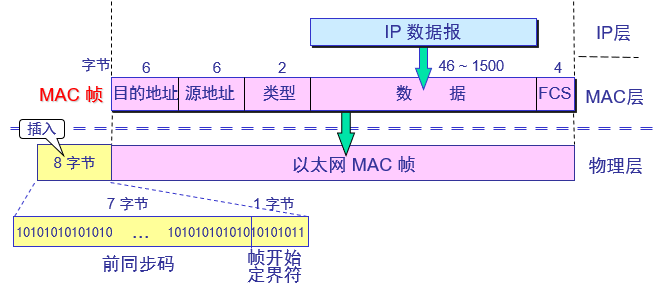 IP 数据报
IP层
字节 6 6 2 46 ~ 1500 4
MAC 帧 目的地址 源地址 类型 数 据 FCS MAC层
插入
8 字节 以太网 MAC 帧 物理层
7 字节 1 字节
10101010101010 ... 10101010101010101011
前同步码 帧开始
定界符